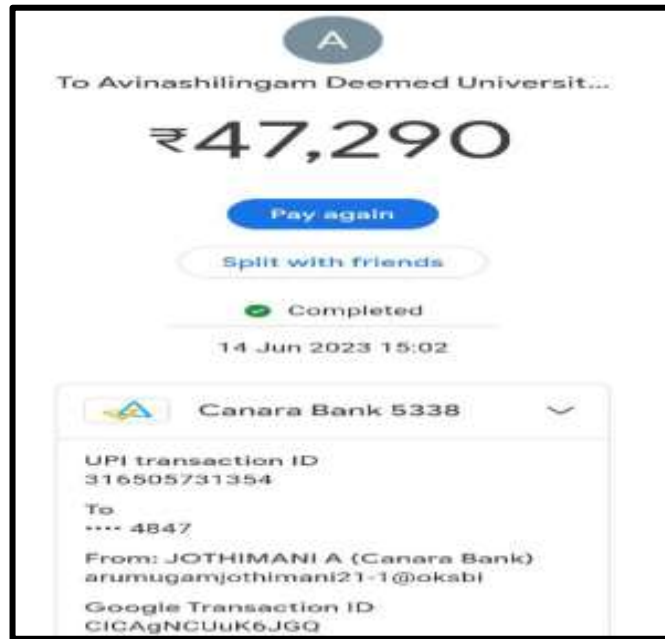 A
To Avinashilingam Deemed Universit...
₹47,290
Pay again
Split with friends
Completed
14 Jun 2023 15:02
Canara Bank 5338
UPI transaction ID
316505731354
To
•••• 4847
From: JOTHIMANI A (Canara Bank)
arumugamjothimani21-1@oksbi
Google Transaction ID
CICAgNCUuK6JGQ